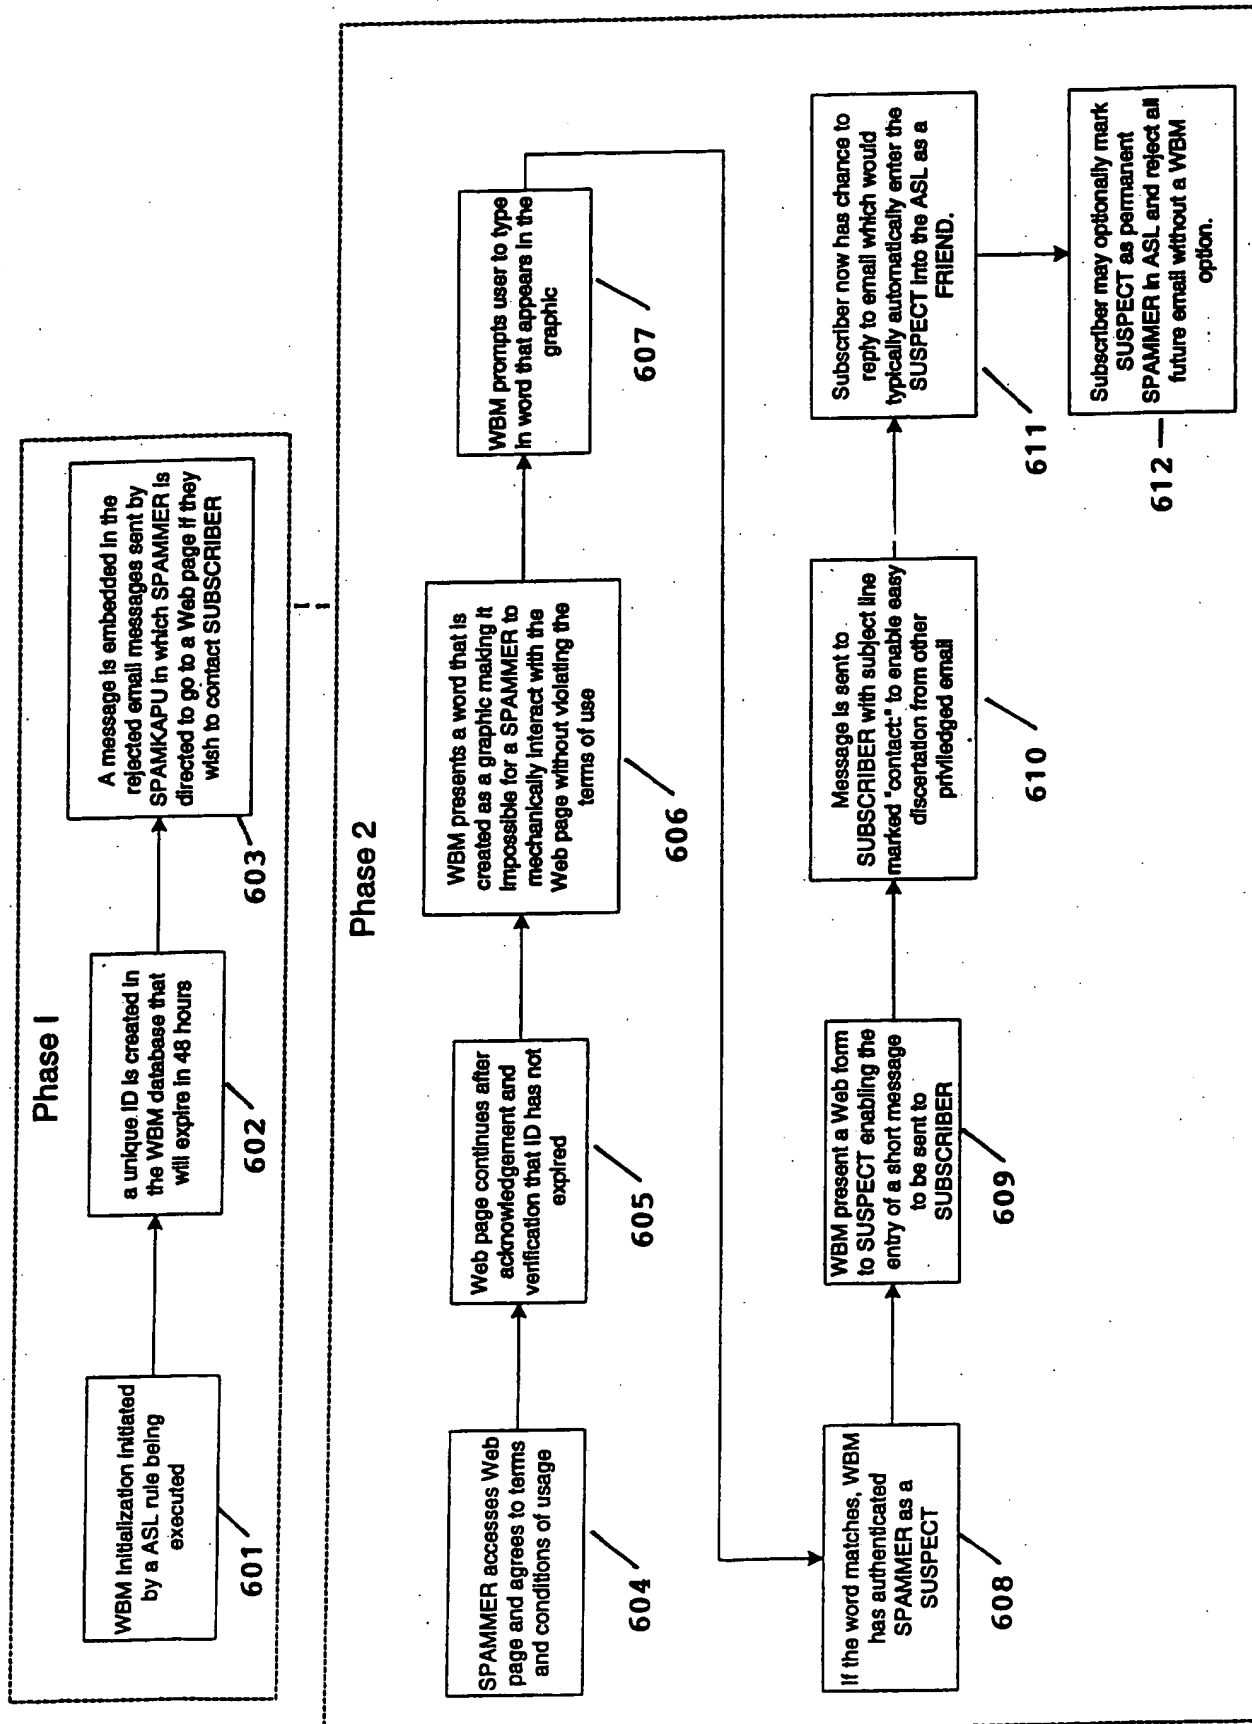 Phase I
WBM Initialization initiated
by a ASL rule being
executed
601
a unique ID is created in
the WBM database that
will expire in 48 hours
602
A message is embedded in the
rejected email messages sent by
SPAMKAPU in which SPAMMER is
directed to go to a Web page if they
wish to contact SUBSCRIBER
603
Phase 2
SPAMMER accesses Web
page and agrees to terms
and conditions of usage
604
Web page continues after
acknowledgement and
verification that ID has not
expired
605
WBM presents a word that is
created as a graphic making it
impossible for a SPAMMER to
mechanically interact with the
Web page without violating the
terms of use
606
WBM prompts user to type
in word that appears in the
graphic
607
If the word matches, WBM
has authenticated
SPAMMER as a
SUSPECT
608
WBM present a Web form
to SUSPECT enabling the
entry of a short message
to be sent to
SUBSCRIBER
609
Message is sent to
SUBSCRIBER with subject line
marked "contact:" to enable easy
discertation from other
priviledged email
610
Subscriber now has chance to
reply to email which would
typically automatically enter the
SUSPECT into the ASL as a
FRIEND.
611
Subscriber may optionally mark
SUSPECT as permanent
SPAMMER in ASL and reject all
future email without a WBM
option.
612